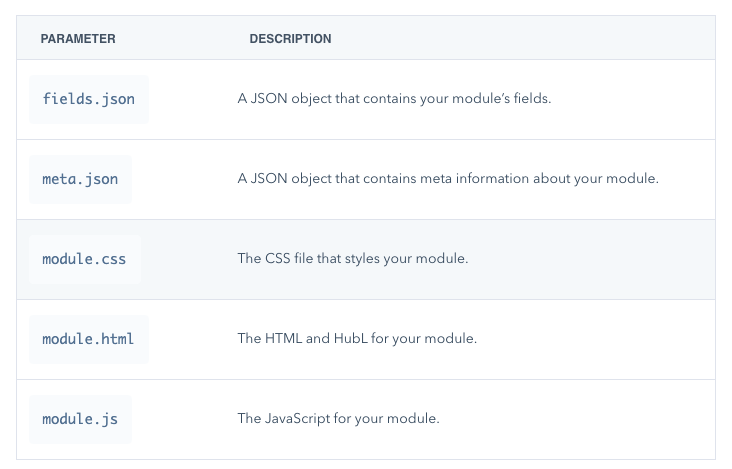 PARAMETER DESCRIPTION
fields.json A JSON object that contains your module’s fields.
meta.json A JSON object that contains meta information about your module.
module.css The CSS file that styles your module.
module.html The HTML and HubL for your module.
module.js The JavaScript for your module.